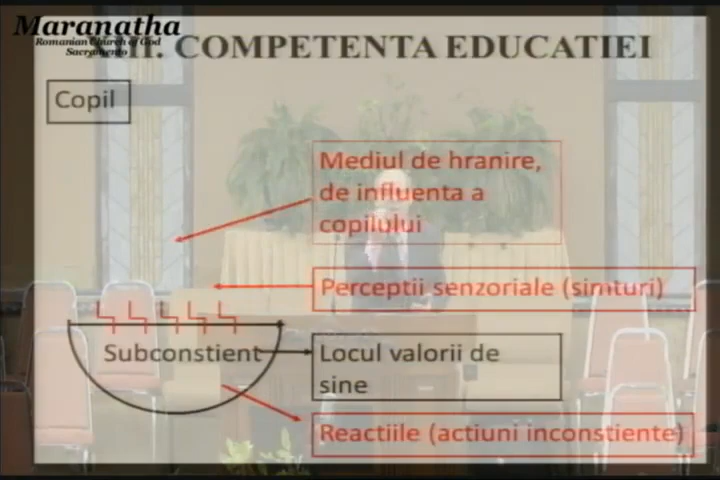 Maranatha
Romanian Church of God
Sacramento
II. COMPETENTA EDUCATIEI
Copil
Mediul de hranire,
de influenta a
copilului
Perceptii senzoriale (simturi)
Subconstient
Locul valorii de
sine
Reactiile (actiuni inconstiente)